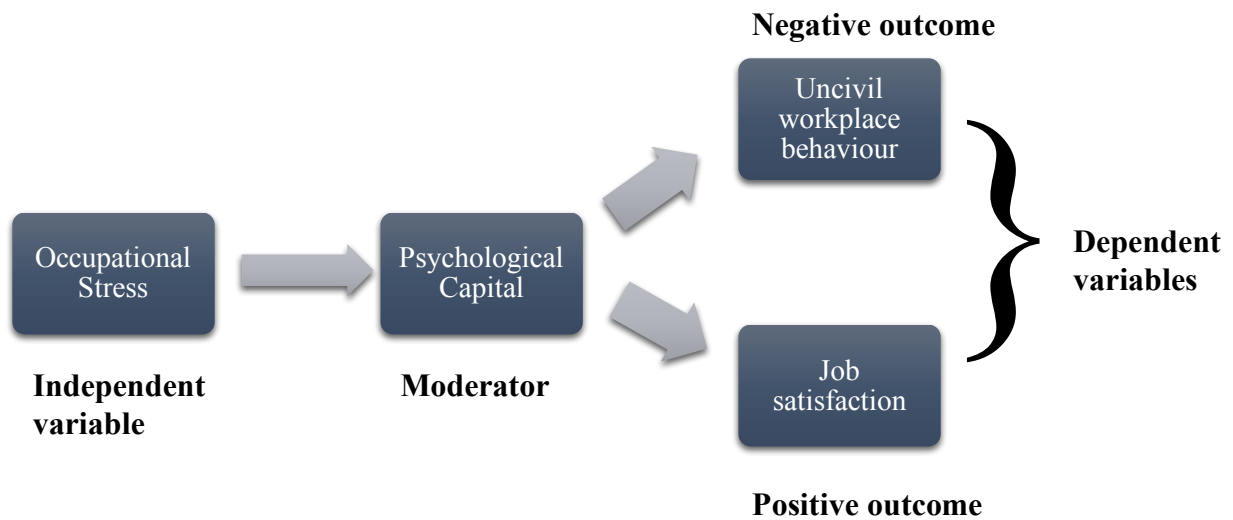 Negative outcome
Uncivil
workplace
behaviour
Occupational
Stress
Psychological
Capital
Dependent
variables
Independent
variable
Moderator
Job
satisfaction
Positive outcome